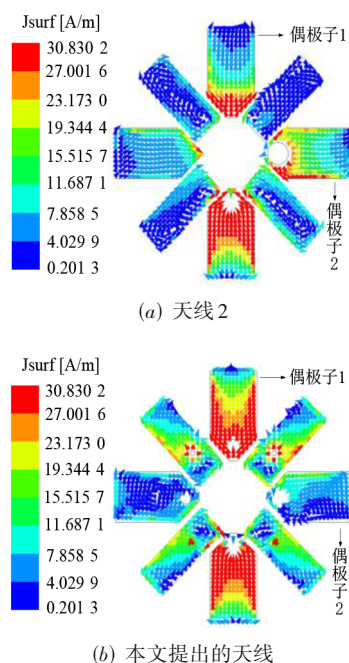 Jsurf [A/m]
30.830 2
27.001 6
23.173 0
19.344 4
15.515 7
11.687 1
7.858 5
4.029 9
0.201 3
偶极子1
偶极子2
(a) 天线2
Jsurf [A/m]
30.830 2
27.001 6
23.173 0
19.344 4
15.515 7
11.687 1
7.858 5
4.029 9
0.201 3
偶极子1
偶极子2
(b) 本文提出的天线